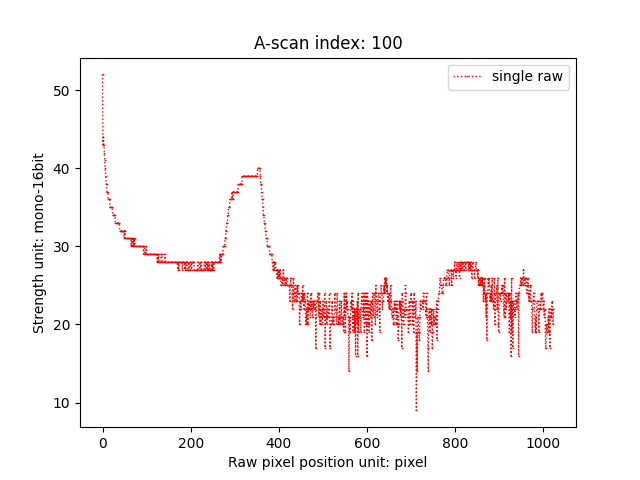 A-scan index: 100
single raw
50
40
30
20
10
Strength unit: mono-16bit
0
200
400
600
800
1000
Raw pixel position unit: pixel